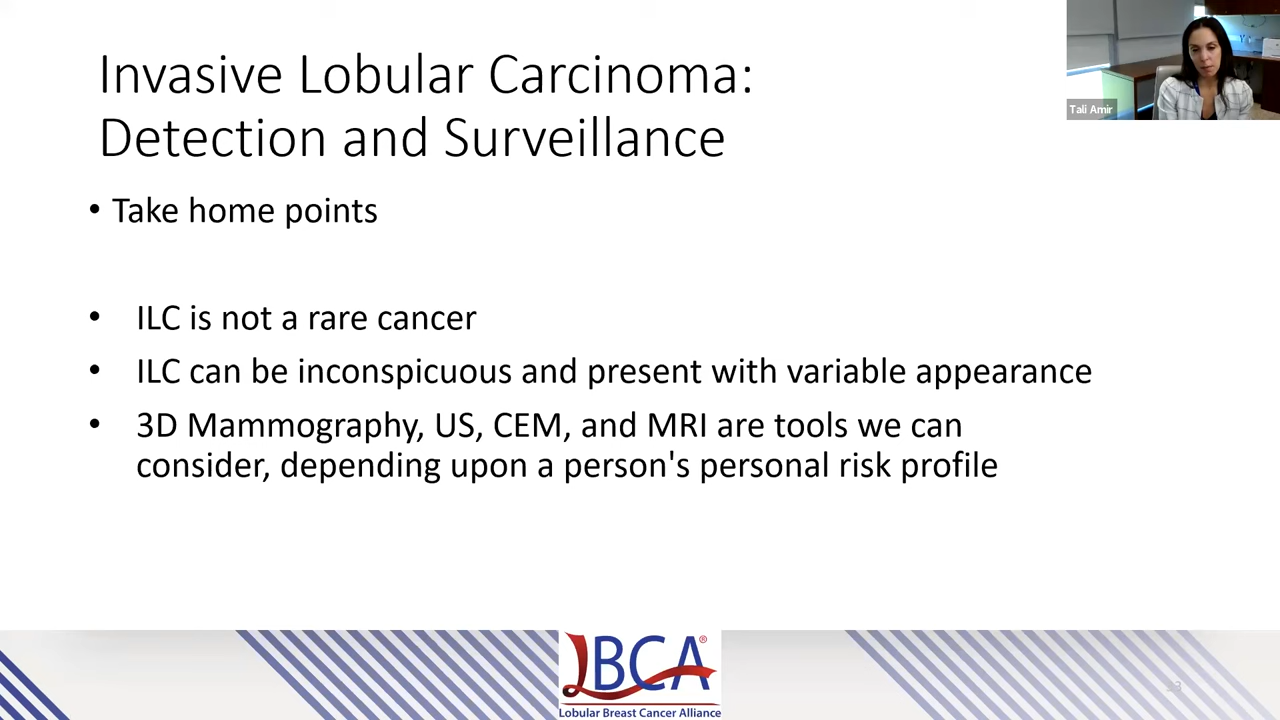 Invasive Lobular Carcinoma:
Detection and Surveillance
Tali Amir
• Take home points
• ILC is not a rare cancer
• ILC can be inconspicuous and present with variable appearance
• 3D Mammography, US, CEM, and MRI are tools we can
consider, depending upon a person's personal risk profile
LBCA®
Lobular Breast Cancer Alliance